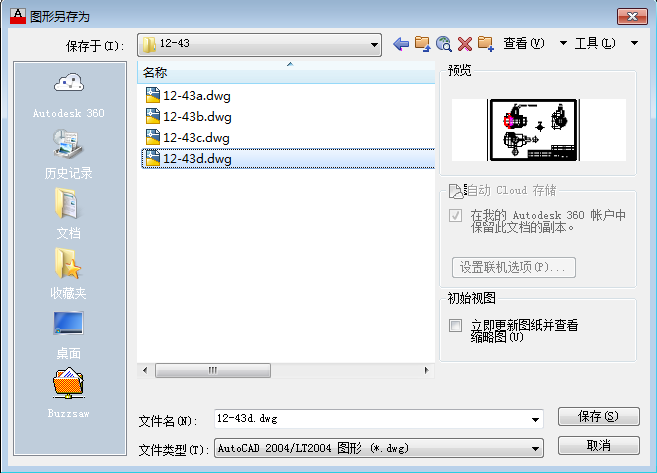 图形另存为
保存于(I):
12-43
查看(V)
工具(L)
Autodesk 360
历史记录
文档
收藏夹
桌面
Buzzsaw
名称
12-43a.dwg
12-43b.dwg
12-43c.dwg
12-43d.dwg
预览
自动 Cloud 存储
在我的 Autodesk 360 帐户中
保留此文档的副本。
设置联机选项(P)...
初始视图
立即更新图纸并查看
缩略图(U)
文件名(N):
12-43d.dwg
保存(S)
文件类型(T):
AutoCAD 2004/LT2004 图形 (*.dwg)
取消